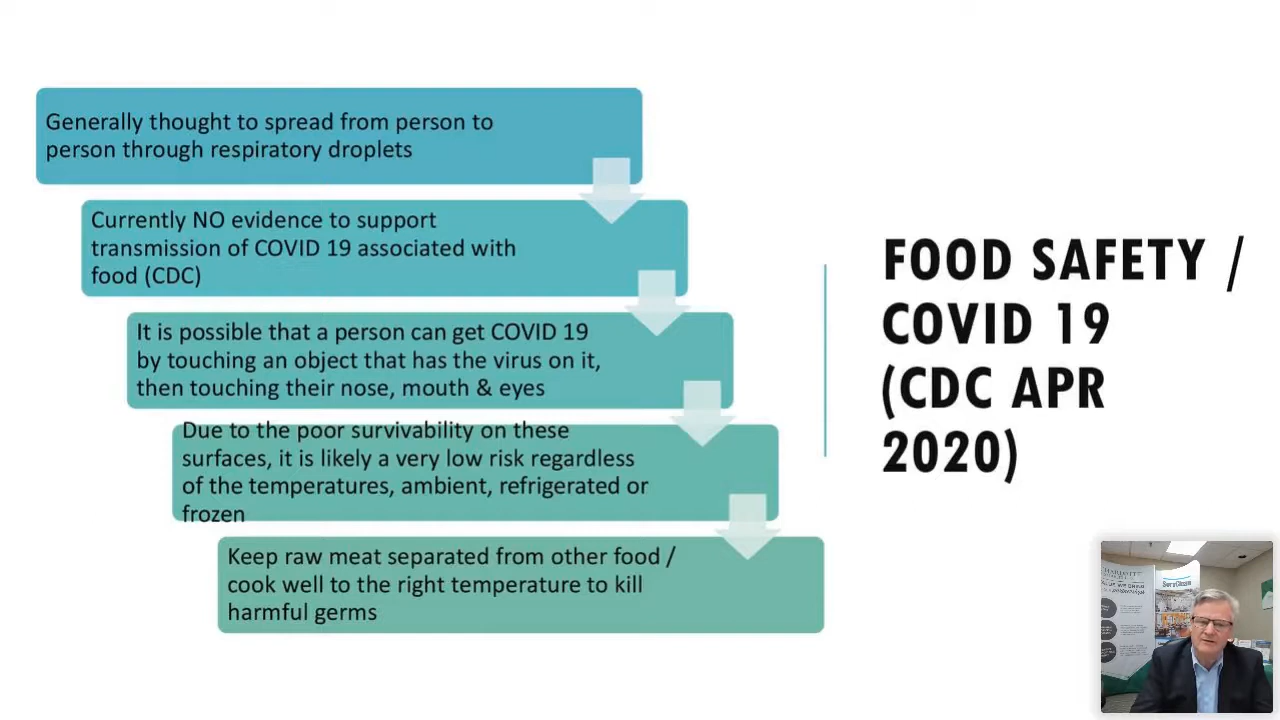 Generally thought to spread from person to
person through respiratory droplets
Currently NO evidence to support
transmission of COVID 19 associated with
food (CDC)
It is possible that a person can get COVID 19
by touching an object that has the virus on it,
then touching their nose, mouth & eyes
Due to the poor survivability on these
surfaces, it is likely a very low risk regardless
of the temperatures, ambient, refrigerated or
frozen
Keep raw meat separated from other food /
cook well to the right temperature to kill
harmful germs
FOOD SAFETY /
COVID 19
(CDC APR
2020)